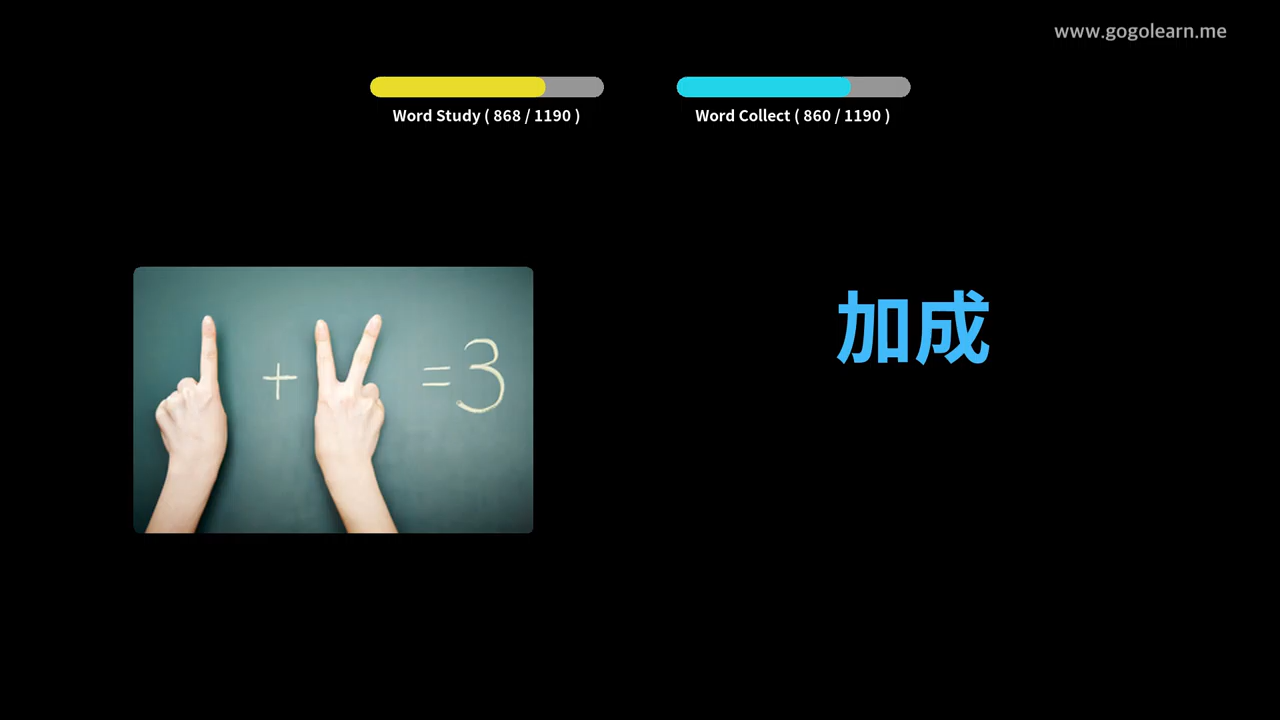 www.gogolearn.me
Word Study ( 868 / 1190 )
Word Collect ( 860 / 1190 )
+ = 3
加成